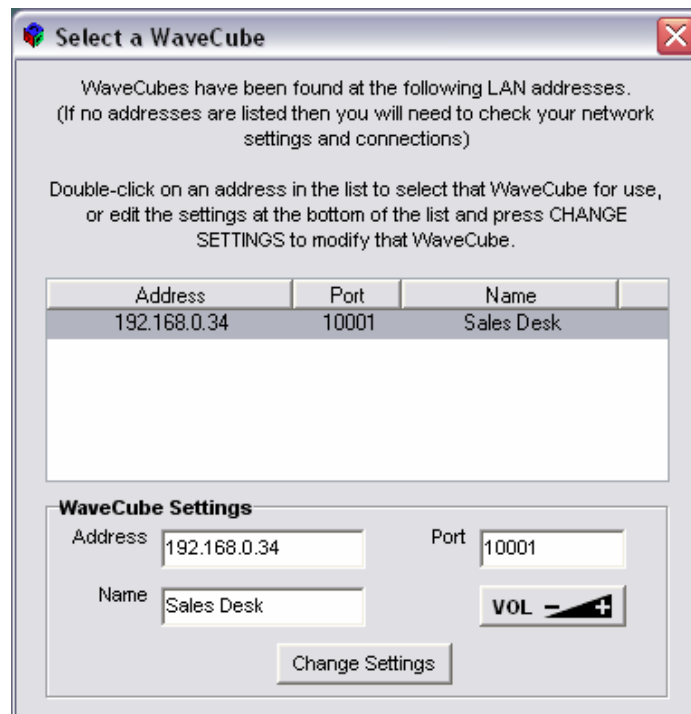 Select a WaveCube
WaveCubes have been found at the following LAN addresses.
(If no addresses are listed then you will need to check your network
settings and connections)
Double-click on an address in the list to select that WaveCube for use,
or edit the settings at the bottom of the list and press CHANGE
SETTINGS to modify that WaveCube.
Address Port Name
192.168.0.34 10001 Sales Desk
WaveCube Settings
Address 192.168.0.34 Port 10001
Name Sales Desk VOL - +
Change Settings